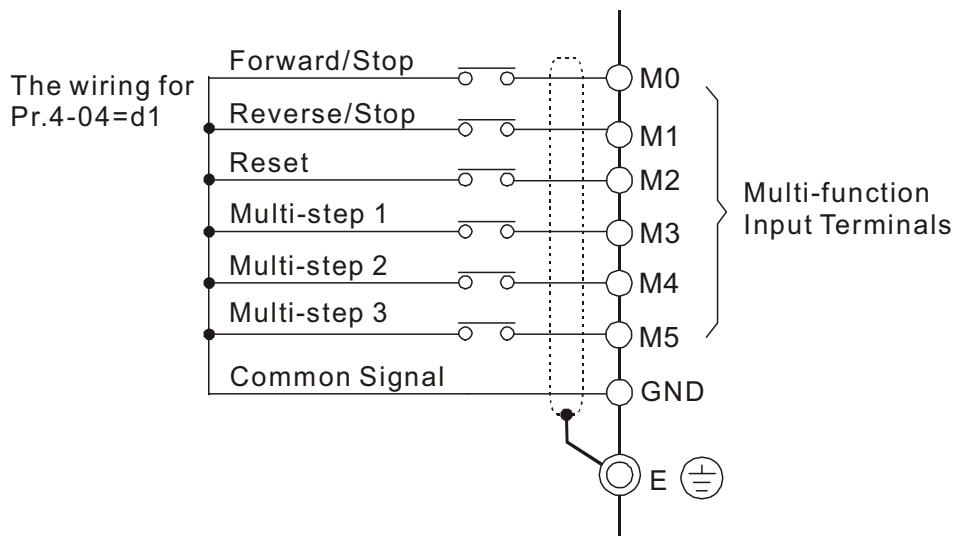 The wiring for
Pr.4-04=d1
Forward/Stop
Reverse/Stop
Reset
Multi-step 1
Multi-step 2
Multi-step 3
Common Signal
M0
M1
M2
M3
M4
M5
GND
E
Multi-function
Input Terminals